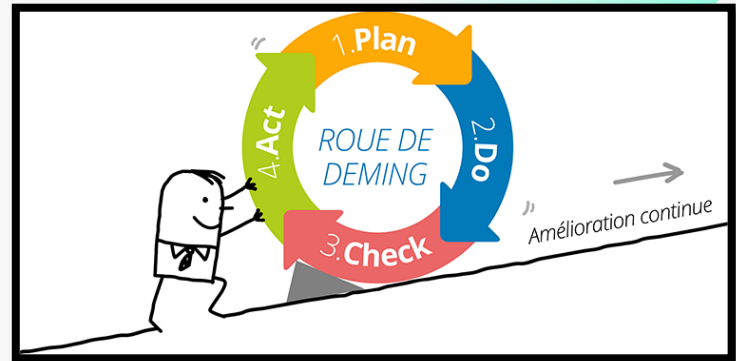 1.Plan
2.Do
3.Check
4.Act
ROUE DE
DEMING
Amélioration continue